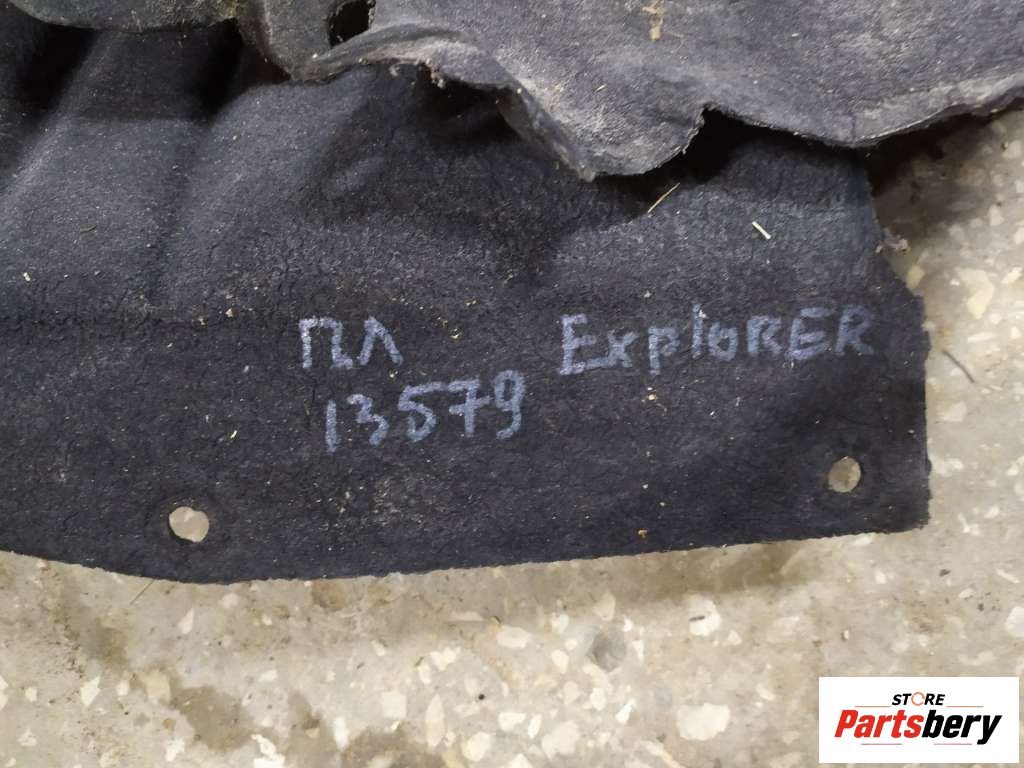 ПЛ ExploRER
13579
STORE
Partsbery